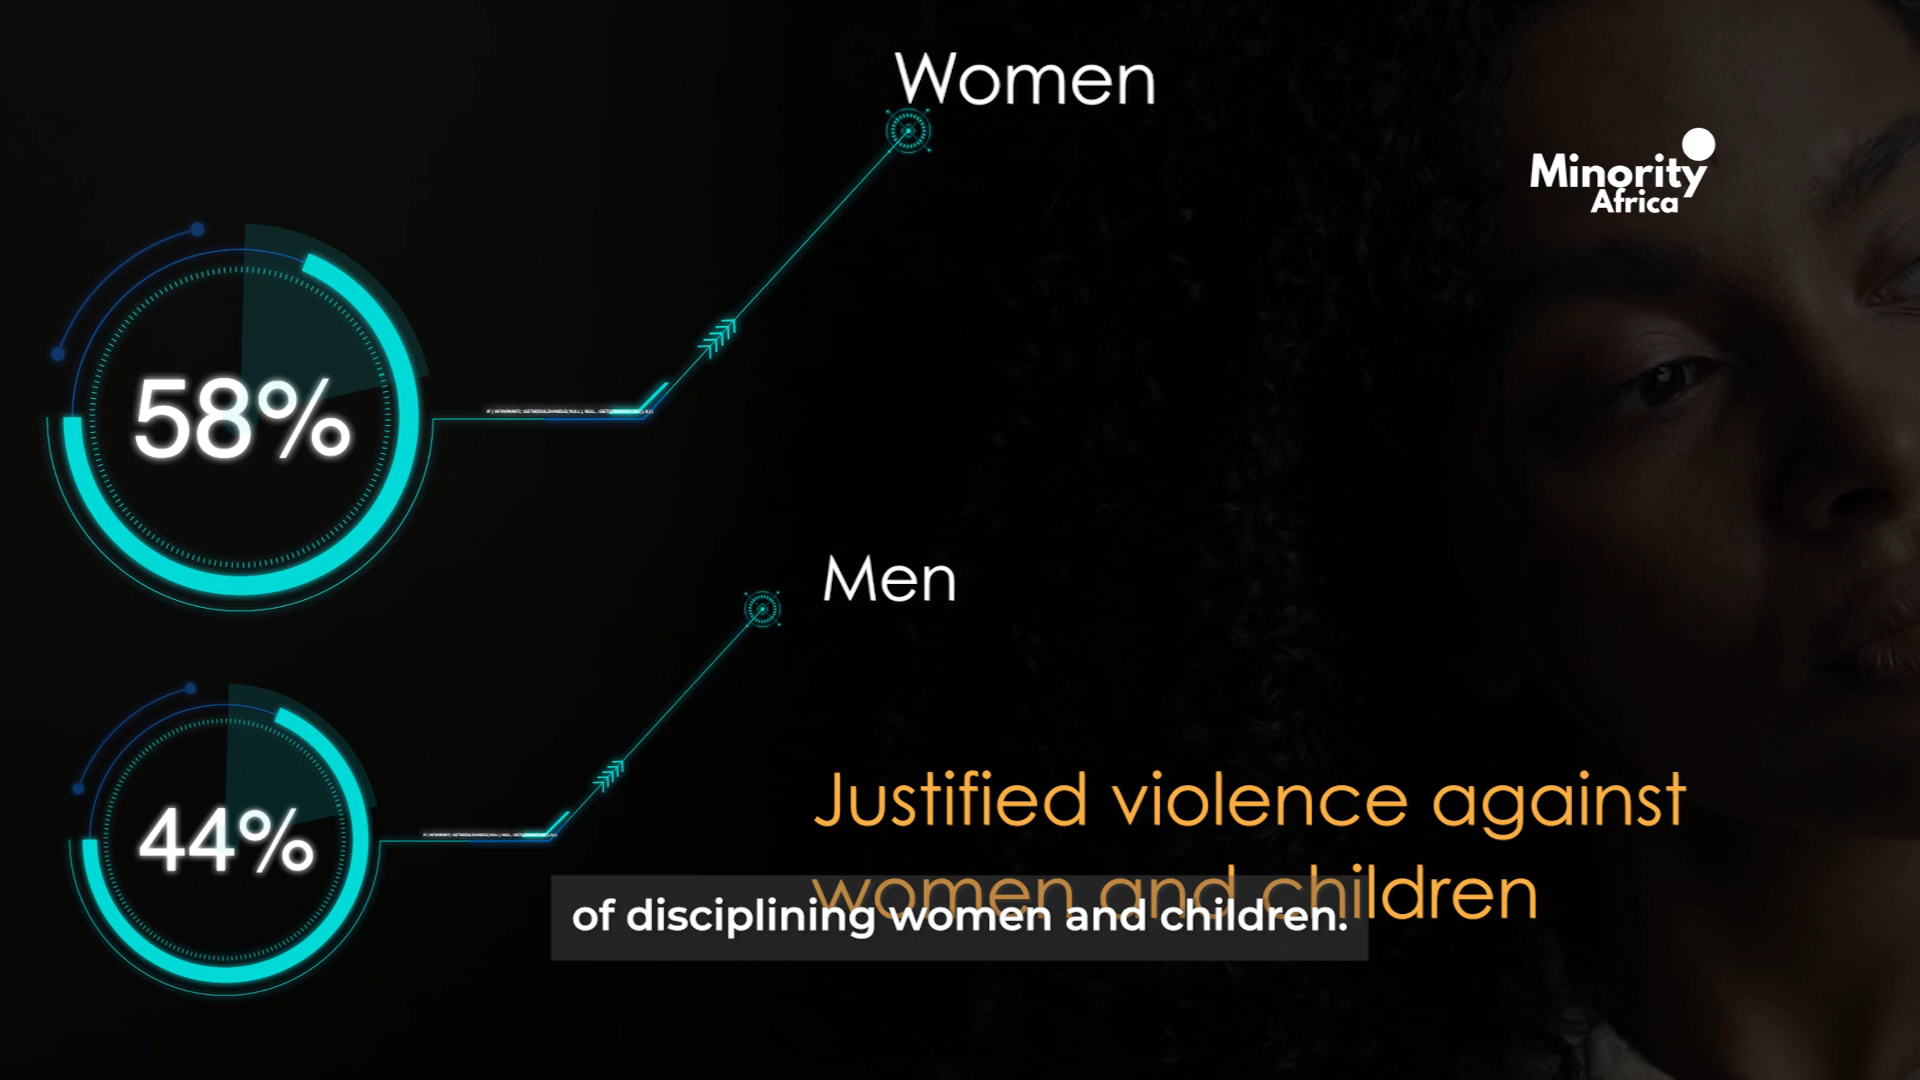 Women
Minority
Africa
58%
Men
44%
Justified violence against
women and children
of disciplining women and children.